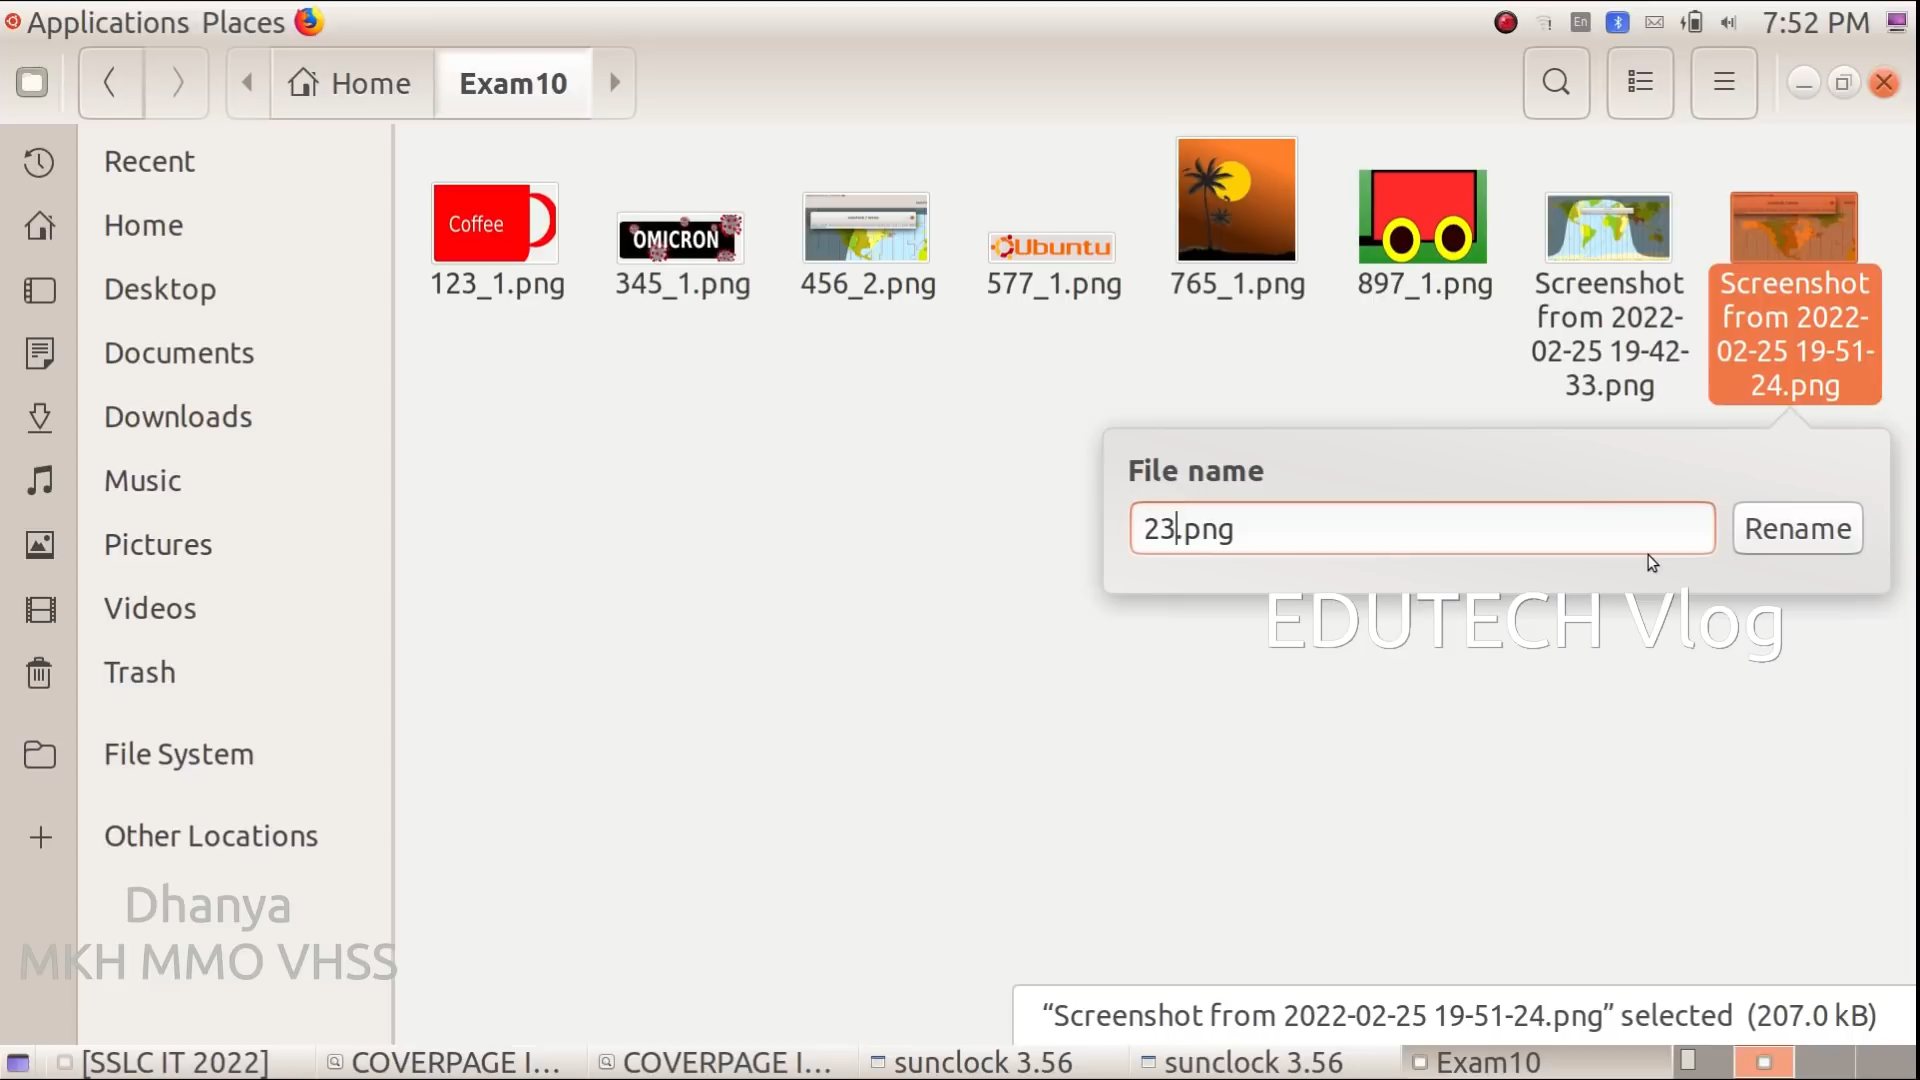 Applications Places
En
7:52 PM
Home
Exam10
Recent
Home
Desktop
Documents
Downloads
Music
Pictures
Videos
Trash
File System
Other Locations
Coffee
123_1.png
OMICRON
345_1.png
456_2.png
Ubuntu
577_1.png
765_1.png
897_1.png
Screenshot
from 2022-
02-25 19-42-
33.png
Screenshot
from 2022-
02-25 19-51-
24.png
File name
23.png
Rename
EDUTECH Vlog
Dhanya
MKH MMO VHSS
“Screenshot from 2022-02-25 19-51-24.png” selected (207.0 kB)
[SSLC IT 2022]
COVERPAGE I...
COVERPAGE I...
sunclock 3.56
sunclock 3.56
Exam10